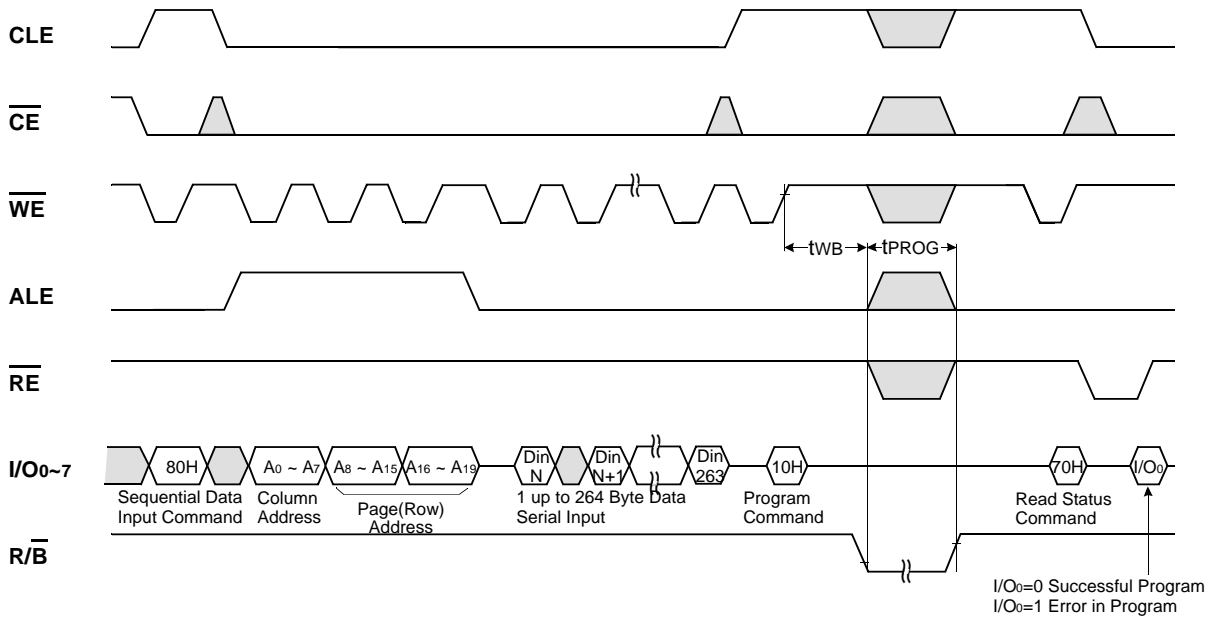 CLE
CE
WE
tWB
tPROG
ALE
RE
I/O0~7
80H
A0 ~ A7
A8 ~ A15
A16 ~ A19
Din
N
Din
N+1
Din
263
10H
70H
I/O0
Sequential Data
Input Command
Column
Address
Page(Row)
Address
1 up to 264 Byte Data
Serial Input
Program
Command
Read Status
Command
R/B
I/O0=0 Successful Program
I/O0=1 Error in Program